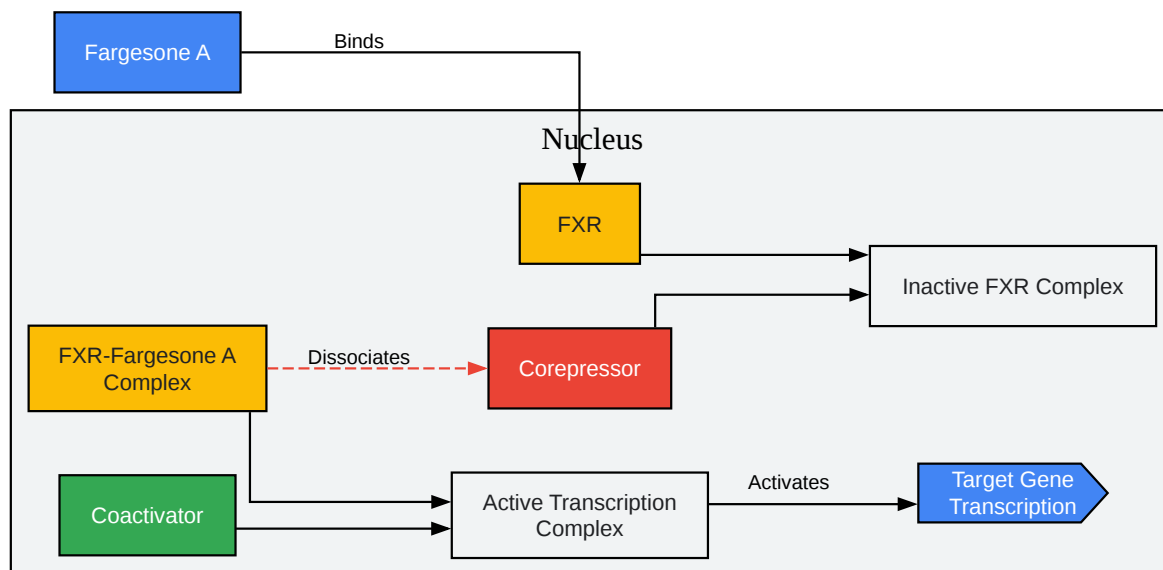 Fargesone A
Binds
Nucleus
FXR
Inactive FXR Complex
FXR-Fargesone A
Complex
Dissociates
Corepressor
Coactivator
Active Transcription
Complex
Activates
Target Gene
Transcription